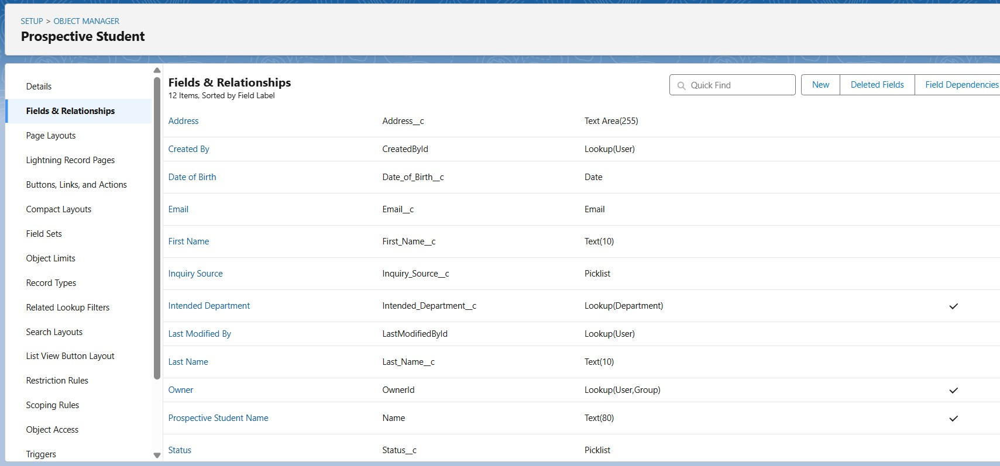 SETUP > OBJECT MANAGER
Prospective Student
Details
Fields & Relationships
Page Layouts
Lightning Record Pages
Buttons, Links, and Actions
Compact Layouts
Field Sets
Object Limits
Record Types
Related Lookup Filters
Search Layouts
List View Button Layout
Restriction Rules
Scoping Rules
Object Access
Triggers
Fields & Relationships
12 Items, Sorted by Field Label
Quick Find
New Deleted Fields Field Dependencies
Address Address__c Text Area(255)
Created By CreatedById Lookup(User)
Date of Birth Date_of_Birth__c Date
Email Email__c Email
First Name First_Name__c Text(10)
Inquiry Source Inquiry_Source__c Picklist
Intended Department Intended_Department__c Lookup(Department)
Last Modified By LastModifiedById Lookup(User)
Last Name Last_Name__c Text(10)
Owner OwnerId Lookup(User,Group)
Prospective Student Name Name Text(80)
Status Status__c Picklist